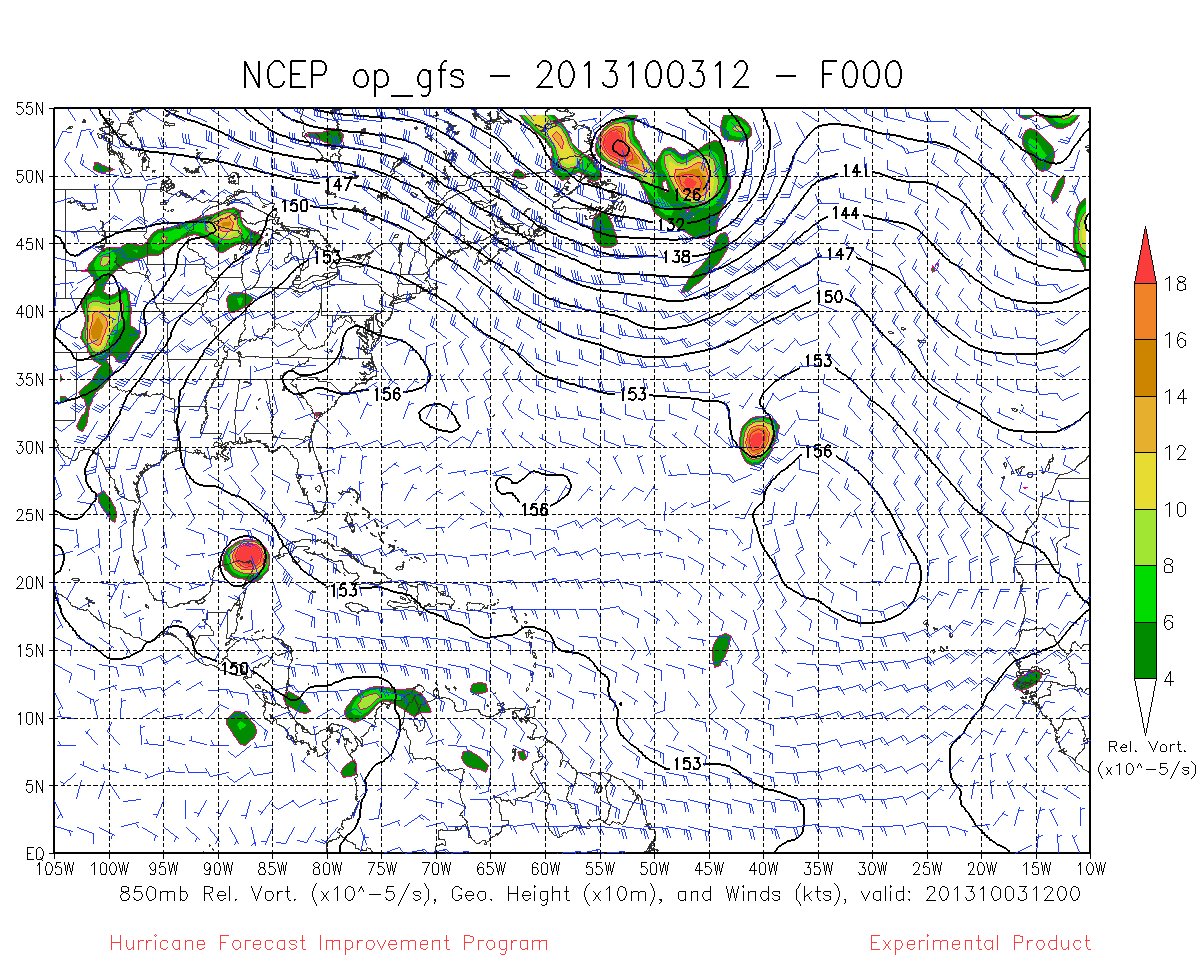 NCEP op_gfs − 2013100312 − F000
55N
50N
45N
40N
35N
30N
25N
20N
15N
10N
5N
EQ
147
150
153
126
132
138
141
144
147
150
153
156
153
156
156
153
150
153
18
16
14
12
10
8
6
4
Rel. Vort.
(x10^−5/s)
105W 100W 95W 90W 85W 80W 75W 70W 65W 60W 55W 50W 45W 40W 35W 30W 25W 20W 15W 10W
850mb Rel. Vort. (x10^−5/s), Geo. Height (x10m), and Winds (kts), valid: 201310031200
Hurricane Forecast Improvement Program Experimental Product